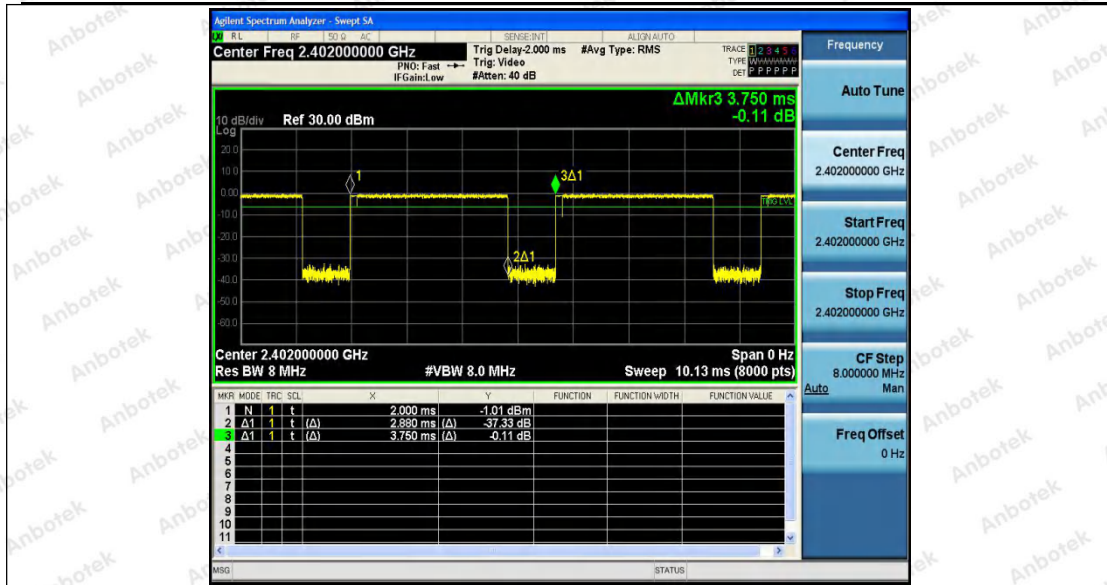 Agilent Spectrum Analyzer - Swept SA
RL RF 50 Ω AC SENSE:INT ALIGN AUTO
Center Freq 2.402000000 GHz
PNO: Fast
IFGain:Low
Trig Delay-2.000 ms
Trig: Video
#Atten: 40 dB
#Avg Type: RMS
TRACE 1 2 3 4 5 6
TYPE
DET P P P P P P
ΔMkr3 3.750 ms
-0.11 dB
10 dB/div Ref 30.00 dBm
Log
20.0
10.0
0.00
-10.0
-20.0
-30.0
-40.0
-50.0
-60.0
1
3Δ1
2Δ1
TRIG LVL
Center 2.402000000 GHz Span 0 Hz
Res BW 8 MHz #VBW 8.0 MHz Sweep 10.13 ms (8000 pts)
MKR MODE TRC SCL X Y FUNCTION FUNCTION WIDTH FUNCTION VALUE
1 N 1 t 2.000 ms -1.01 dBm
2 Δ1 1 t (Δ) 2.880 ms (Δ) -37.33 dB
3 Δ1 1 t (Δ) 3.750 ms (Δ) -0.11 dB
4
5
6
7
8
9
10
11
MSG STATUS
Frequency
Auto Tune
Center Freq
2.402000000 GHz
Start Freq
2.402000000 GHz
Stop Freq
2.402000000 GHz
CF Step
8.000000 MHz
Auto Man
Freq Offset
0 Hz
Anbotek